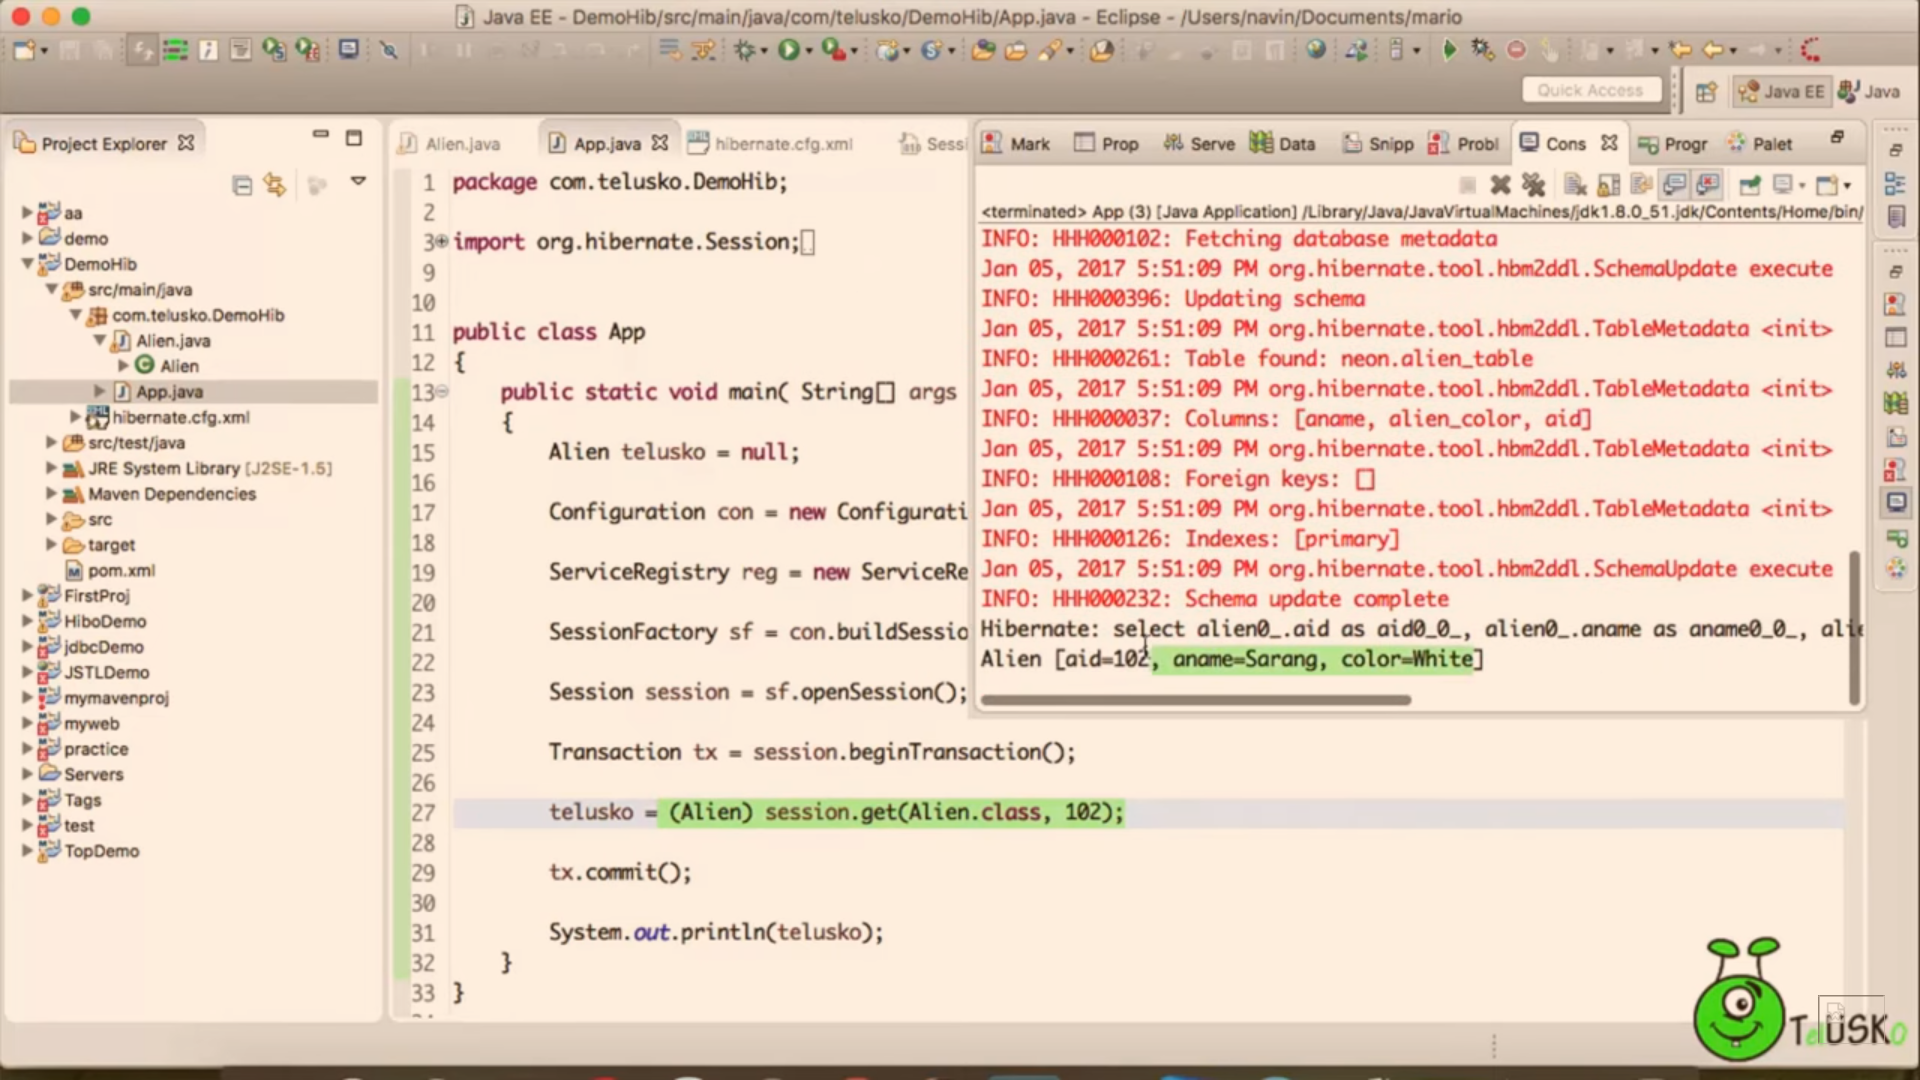 Java EE - DemoHib/src/main/java/com/telusko/DemoHib/App.java - Eclipse - /Users/navin/Documents/mario
Quick Access
Java EE
Java
Project Explorer
aa
demo
DemoHib
src/main/java
com.telusko.DemoHib
Alien.java
Alien
App.java
hibernate.cfg.xml
src/test/java
JRE System Library [J2SE-1.5]
Maven Dependencies
src
target
pom.xml
FirstProj
HiboDemo
jdbcDemo
JSTLDemo
mymavenproj
myweb
practice
Servers
Tags
test
TopDemo
Alien.java
App.java
hibernate.cfg.xml
Sessi
1 package com.telusko.DemoHib;
2
3 import org.hibernate.Session;
9
10
11 public class App
12 {
13 public static void main( String[] args
14 {
15 Alien telusko = null;
16
17 Configuration con = new Configurati
18
19 ServiceRegistry reg = new ServiceRe
20
21 SessionFactory sf = con.buildSessio
22
23 Session session = sf.openSession();
24
25 Transaction tx = session.beginTransaction();
26
27 telusko = (Alien) session.get(Alien.class, 102);
28
29 tx.commit();
30
31 System.out.println(telusko);
32 }
33 }
Mark
Prop
Serve
Data
Snipp
Probl
Cons
Progr
Palet
<terminated> App (3) [Java Application] /Library/Java/JavaVirtualMachines/jdk1.8.0_51.jdk/Contents/Home/bin/
INFO: HHH000102: Fetching database metadata
Jan 05, 2017 5:51:09 PM org.hibernate.tool.hbm2ddl.SchemaUpdate execute
INFO: HHH000396: Updating schema
Jan 05, 2017 5:51:09 PM org.hibernate.tool.hbm2ddl.TableMetadata <init>
INFO: HHH000261: Table found: neon.alien_table
Jan 05, 2017 5:51:09 PM org.hibernate.tool.hbm2ddl.TableMetadata <init>
INFO: HHH000037: Columns: [aname, alien_color, aid]
Jan 05, 2017 5:51:09 PM org.hibernate.tool.hbm2ddl.TableMetadata <init>
INFO: HHH000108: Foreign keys: []
Jan 05, 2017 5:51:09 PM org.hibernate.tool.hbm2ddl.TableMetadata <init>
INFO: HHH000126: Indexes: [primary]
Jan 05, 2017 5:51:09 PM org.hibernate.tool.hbm2ddl.SchemaUpdate execute
INFO: HHH000232: Schema update complete
Hibernate: select alien0_.aid as aid0_0_, alien0_.aname as aname0_0_, alie
Alien [aid=102, aname=Sarang, color=White]
TelUSKO